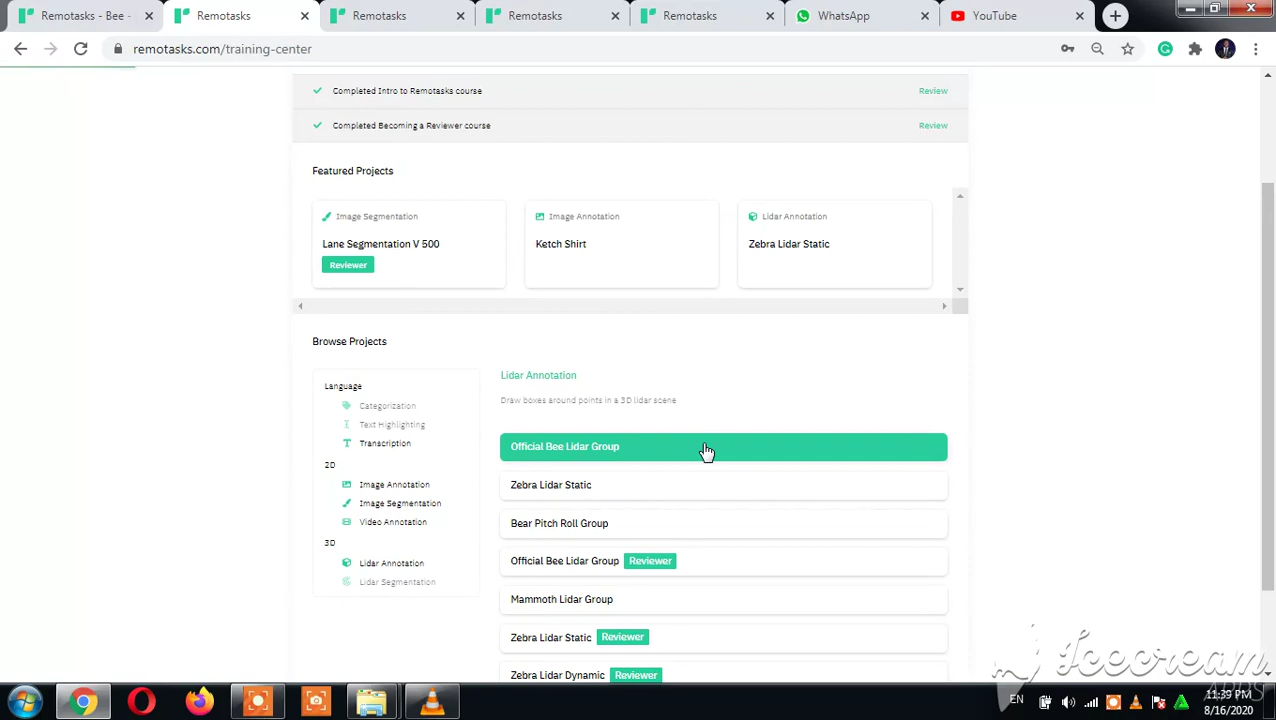 Remotasks - Bee -
Remotasks
Remotasks
Remotasks
Remotasks
WhatsApp
YouTube
remotasks.com/training-center
Completed Intro to Remotasks course
Review
Completed Becoming a Reviewer course
Review
Featured Projects
Image Segmentation
Lane Segmentation V 500
Reviewer
Image Annotation
Ketch Shirt
Lidar Annotation
Zebra Lidar Static
Browse Projects
Language
Categorization
Text Highlighting
Transcription
2D
Image Annotation
Image Segmentation
Video Annotation
3D
Lidar Annotation
Lidar Segmentation
Lidar Annotation
Draw boxes around points in a 3D lidar scene
Official Bee Lidar Group
Zebra Lidar Static
Bear Pitch Roll Group
Official Bee Lidar Group Reviewer
Mammoth Lidar Group
Zebra Lidar Static Reviewer
Zebra Lidar Dynamic Reviewer
Icecream
APPS
EN
11:39 PM
8/16/2020